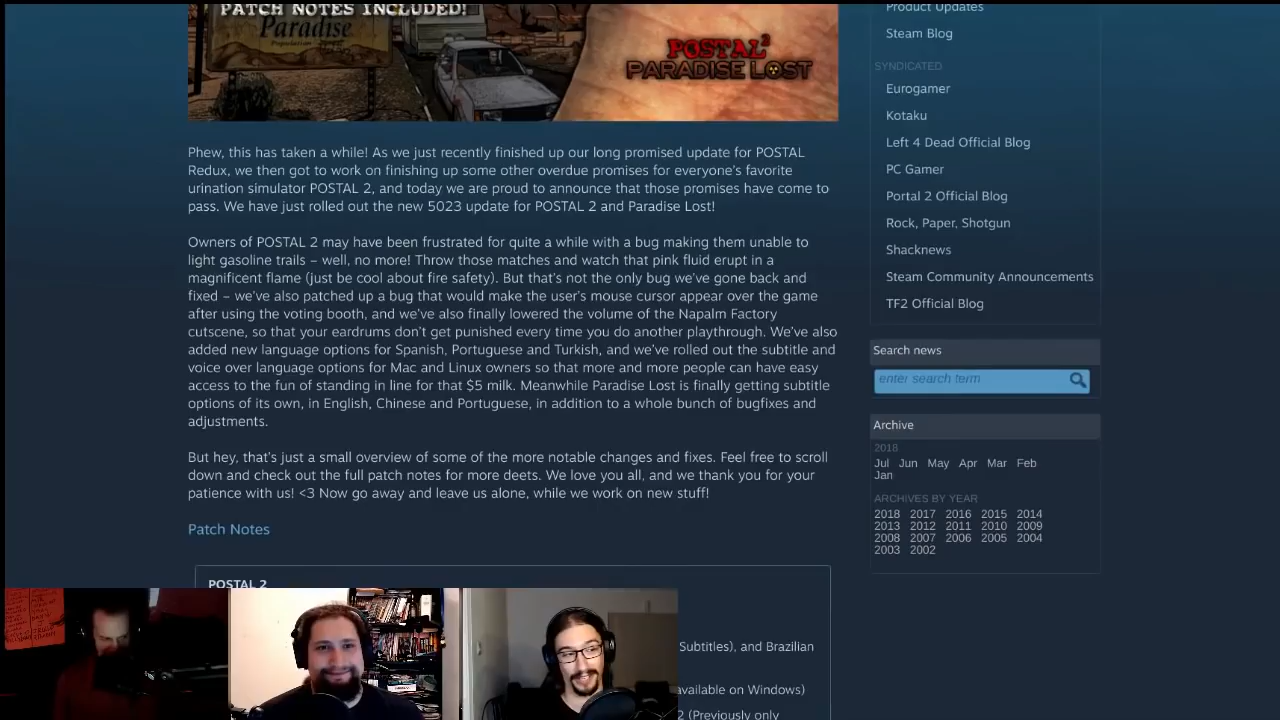 PATCH NOTES INCLUDED!
Paradise
POSTAL 2
PARADISE LOST
Phew, this has taken a while! As we just recently finished up our long promised update for POSTAL
Redux, we then got to work on finishing up some other overdue promises for everyone's favorite
urination simulator POSTAL 2, and today we are proud to announce that those promises have come to
pass. We have just rolled out the new 5023 update for POSTAL 2 and Paradise Lost!
Owners of POSTAL 2 may have been frustrated for quite a while with a bug making them unable to
light gasoline trails – well, no more! Throw those matches and watch that pink fluid erupt in a
magnificent flame (just be cool about fire safety). But that's not the only bug we've gone back and
fixed – we've also patched up a bug that would make the user's mouse cursor appear over the game
after using the voting booth, and we've also finally lowered the volume of the Napalm Factory
cutscene, so that your eardrums don't get punished every time you do another playthrough. We've also
added new language options for Spanish, Portuguese and Turkish, and we've rolled out the subtitle and
voice over language options for Mac and Linux owners so that more and more people can have easy
access to the fun of standing in line for that $5 milk. Meanwhile Paradise Lost is finally getting subtitle
options of its own, in English, Chinese and Portuguese, in addition to a whole bunch of bugfixes and
adjustments.
But hey, that's just a small overview of some of the more notable changes and fixes. Feel free to scroll
down and check out the full patch notes for more deets. We love you all, and we thank you for your
patience with us! <3 Now go away and leave us alone, while we work on new stuff!
Patch Notes
POSTAL 2
Subtitles), and Brazilian
available on Windows)
2 (Previously only
Product Updates
Steam Blog
SYNDICATED
Eurogamer
Kotaku
Left 4 Dead Official Blog
PC Gamer
Portal 2 Official Blog
Rock, Paper, Shotgun
Shacknews
Steam Community Announcements
TF2 Official Blog
Search news
enter search term
Archive
2018
Jul Jun May Apr Mar Feb
Jan
ARCHIVES BY YEAR
2018 2017 2016 2015 2014
2013 2012 2011 2010 2009
2008 2007 2006 2005 2004
2003 2002